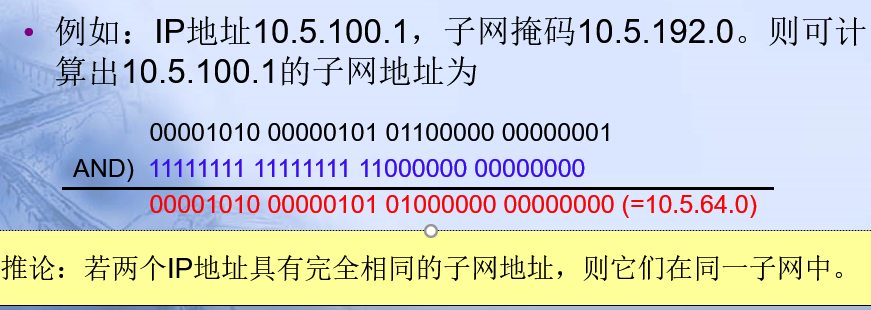 • 例如：IP地址10.5.100.1，子网掩码10.5.192.0。则可计
算出10.5.100.1的子网地址为
00001010 00000101 01100000 00000001
AND) 11111111 11111111 11000000 00000000
00001010 00000101 01000000 00000000 (=10.5.64.0)
推论：若两个IP地址具有完全相同的子网地址，则它们在同一子网中。